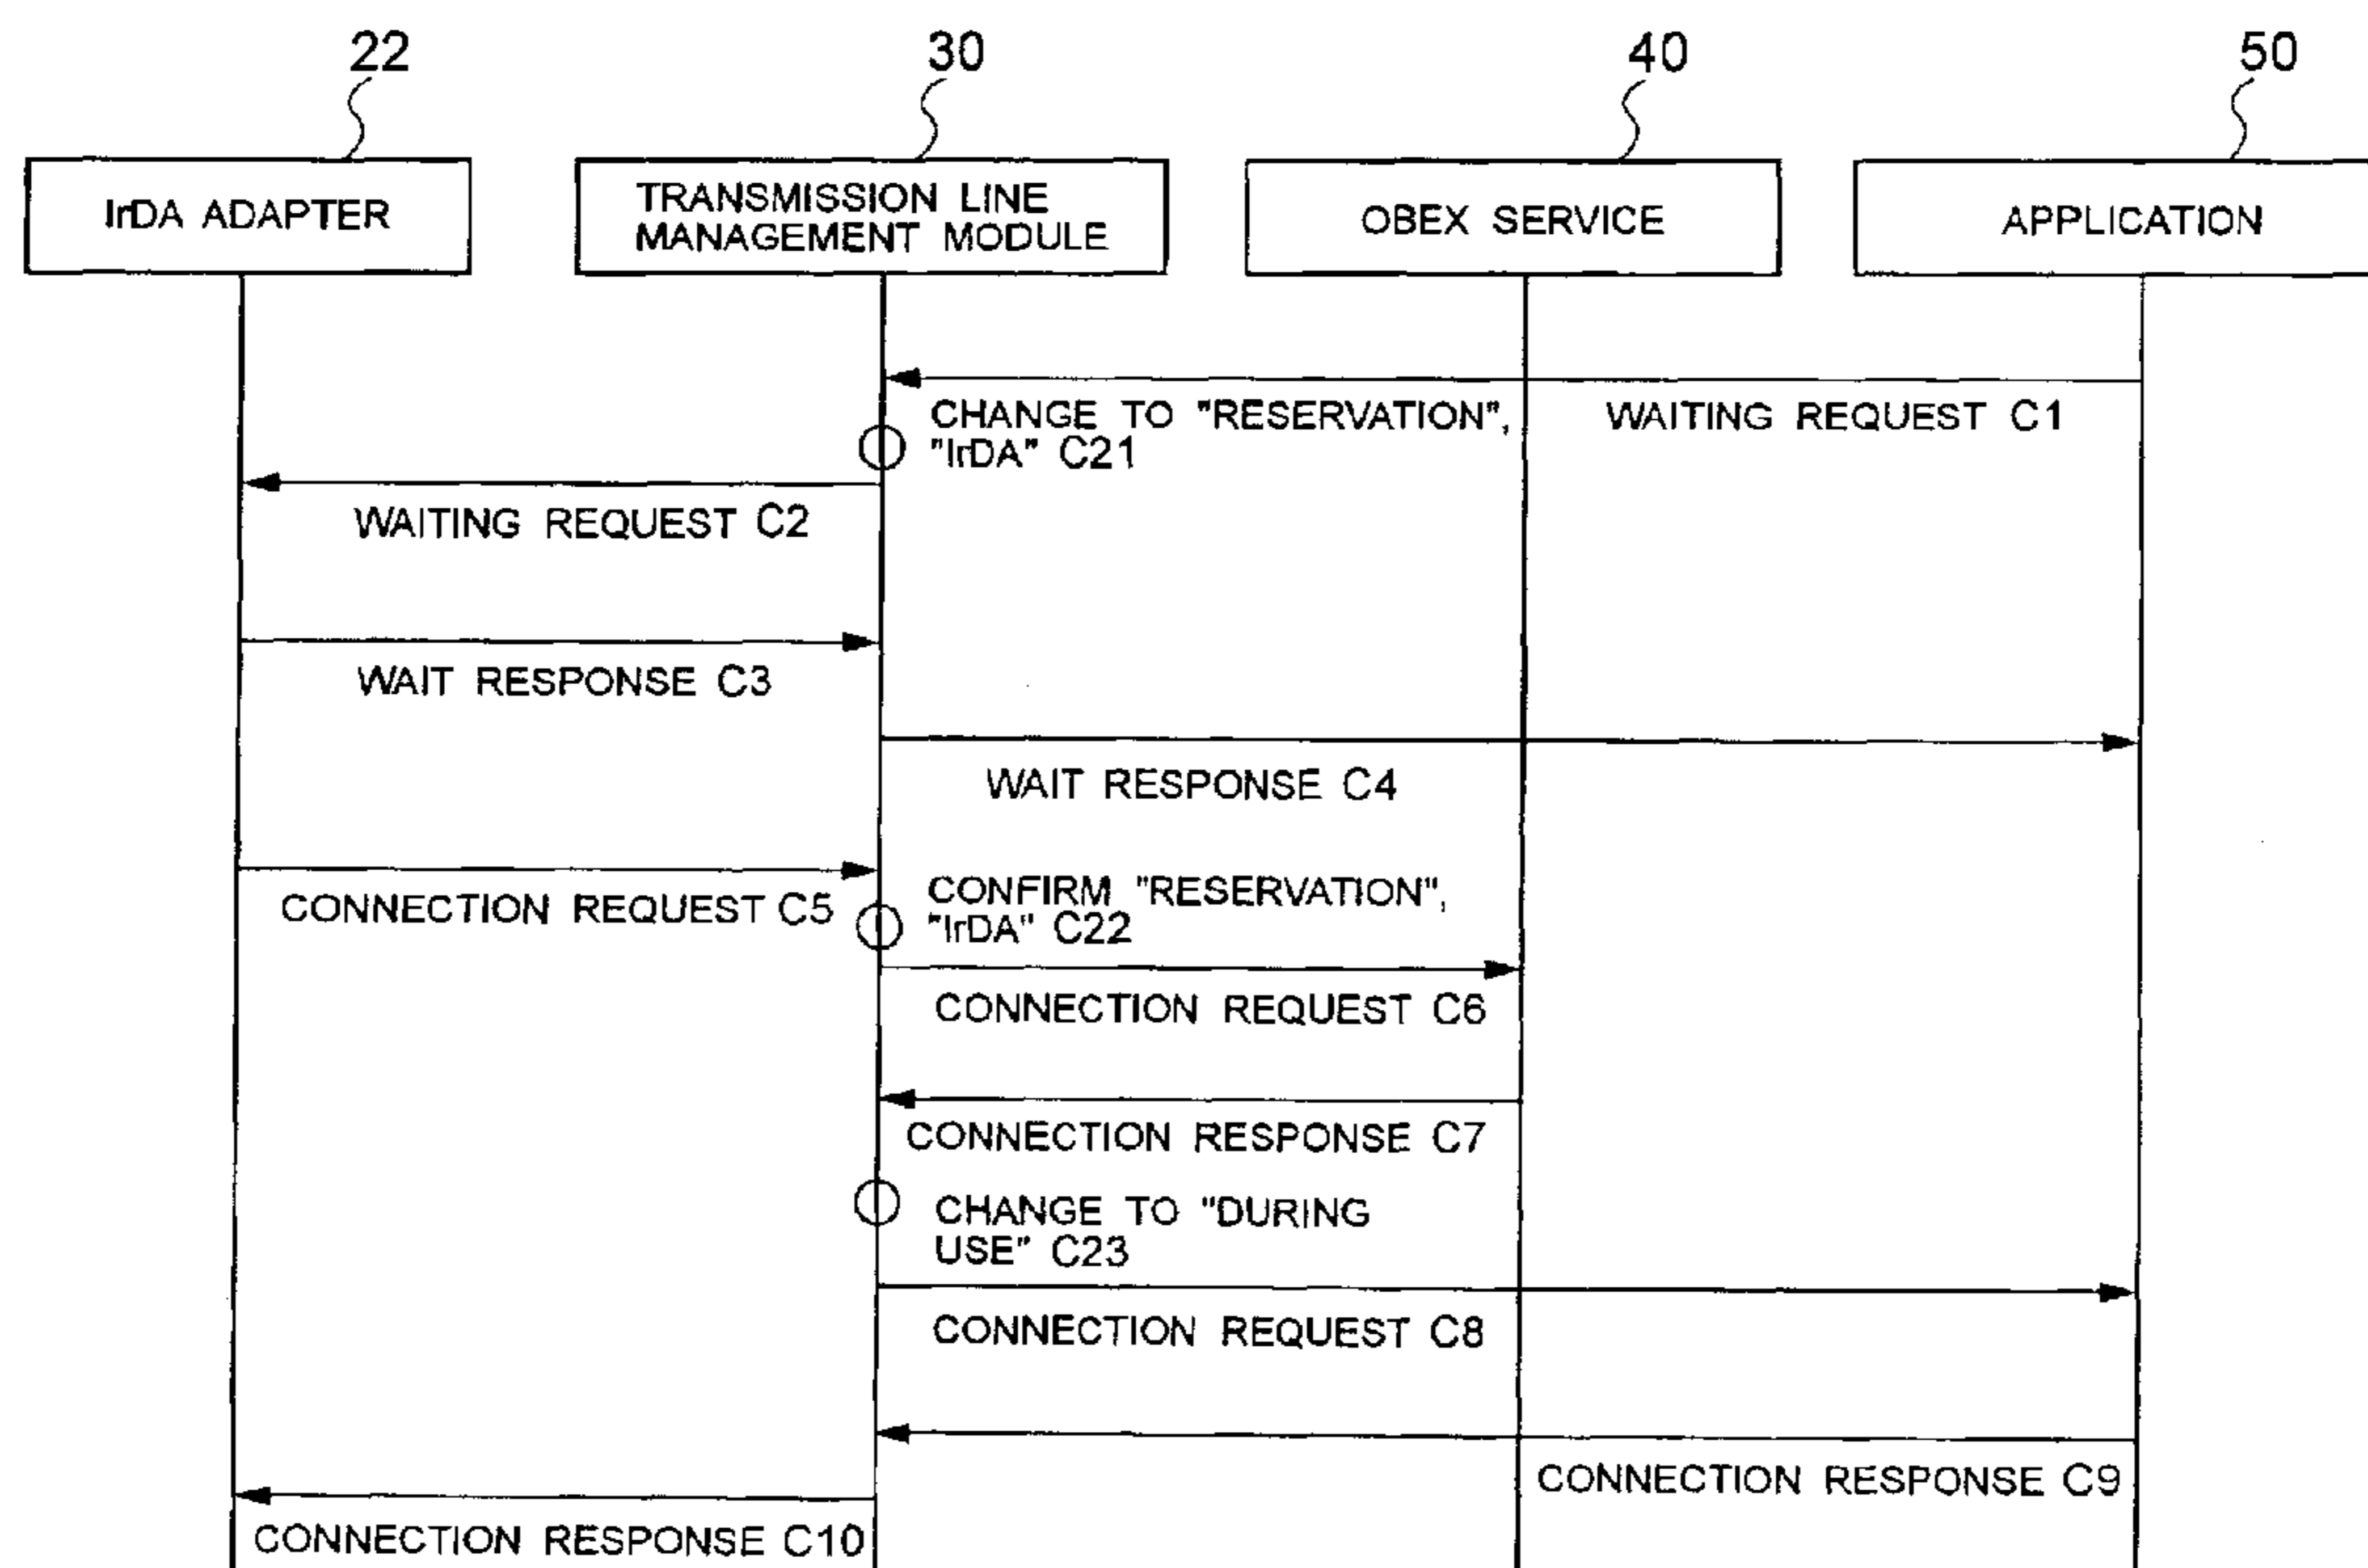 22
30
40
50
IrDA ADAPTER
TRANSMISSION LINE
MANAGEMENT MODULE
OBEX SERVICE
APPLICATION
CHANGE TO "RESERVATION",
"IrDA" C21
WAITING REQUEST C1
WAITING REQUEST C2
WAIT RESPONSE C3
WAIT RESPONSE C4
CONNECTION REQUEST C5
CONFIRM "RESERVATION",
"IrDA" C22
CONNECTION REQUEST C6
CONNECTION RESPONSE C7
CHANGE TO "DURING
USE" C23
CONNECTION REQUEST C8
CONNECTION RESPONSE C9
CONNECTION RESPONSE C10